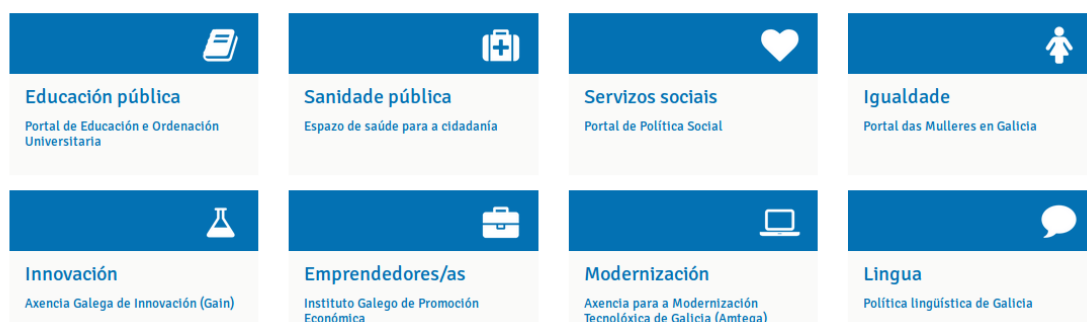 Educación pública
Portal de Educación e Ordenación
Universitaria
Sanidade pública
Espazo de saúde para a cidadanía
Servizos sociais
Portal de Política Social
Igualdade
Portal das Mulleres en Galicia
Innovación
Axencia Galega de Innovación (Gain)
Emprendedores/as
Instituto Galego de Promoción
Económica
Modernización
Axencia para a Modernización
Tecnolóxica de Galicia (Amtega)
Lingua
Política lingüística de Galicia